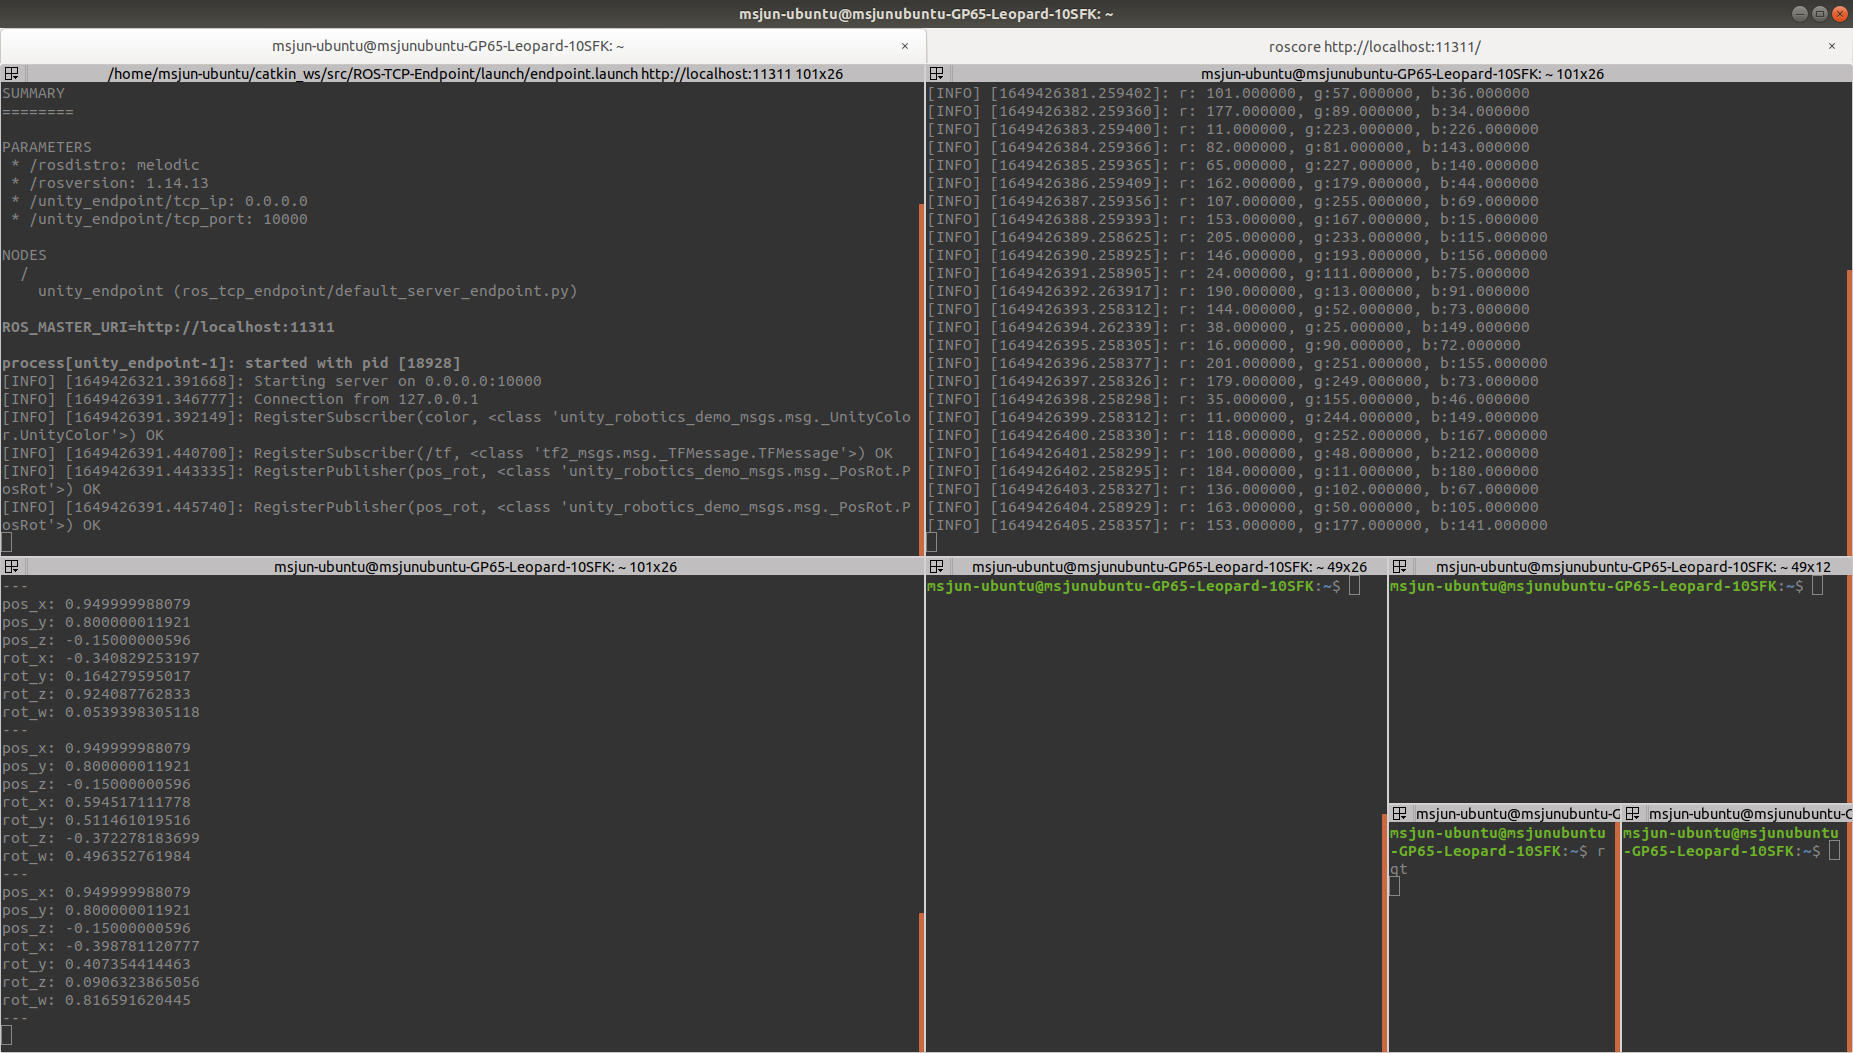 msjun-ubuntu@msjunubuntu-GP65-Leopard-10SFK: ~
msjun-ubuntu@msjunubuntu-GP65-Leopard-10SFK: ~ ×
roscore http://localhost:11311/ ×
/home/msjun-ubuntu/catkin_ws/src/ROS-TCP-Endpoint/launch/endpoint.launch http://localhost:11311 101x26
SUMMARY
========
PARAMETERS
* /rosdistro: melodic
* /rosversion: 1.14.13
* /unity_endpoint/tcp_ip: 0.0.0.0
* /unity_endpoint/tcp_port: 10000
NODES
/
unity_endpoint (ros_tcp_endpoint/default_server_endpoint.py)
ROS_MASTER_URI=http://localhost:11311
process[unity_endpoint-1]: started with pid [18928]
[INFO] [1649426321.391668]: Starting server on 0.0.0.0:10000
[INFO] [1649426391.346777]: Connection from 127.0.0.1
[INFO] [1649426391.392149]: RegisterSubscriber(color, <class 'unity_robotics_demo_msgs.msg._UnityColo
r.UnityColor'>) OK
[INFO] [1649426391.440700]: RegisterSubscriber(/tf, <class 'tf2_msgs.msg._TFMessage.TFMessage'>) OK
[INFO] [1649426391.443335]: RegisterPublisher(pos_rot, <class 'unity_robotics_demo_msgs.msg._PosRot.P
osRot'>) OK
[INFO] [1649426391.445740]: RegisterPublisher(pos_rot, <class 'unity_robotics_demo_msgs.msg._PosRot.P
osRot'>) OK
msjun-ubuntu@msjunubuntu-GP65-Leopard-10SFK: ~ 101x26
[INFO] [1649426381.259402]: r: 101.000000, g:57.000000, b:36.000000
[INFO] [1649426382.259360]: r: 177.000000, g:89.000000, b:34.000000
[INFO] [1649426383.259400]: r: 11.000000, g:223.000000, b:226.000000
[INFO] [1649426384.259366]: r: 82.000000, g:81.000000, b:143.000000
[INFO] [1649426385.259365]: r: 65.000000, g:227.000000, b:140.000000
[INFO] [1649426386.259409]: r: 162.000000, g:179.000000, b:44.000000
[INFO] [1649426387.259356]: r: 107.000000, g:255.000000, b:69.000000
[INFO] [1649426388.259393]: r: 153.000000, g:167.000000, b:15.000000
[INFO] [1649426389.258625]: r: 205.000000, g:233.000000, b:115.000000
[INFO] [1649426390.258925]: r: 146.000000, g:193.000000, b:156.000000
[INFO] [1649426391.258905]: r: 24.000000, g:111.000000, b:75.000000
[INFO] [1649426392.263917]: r: 190.000000, g:13.000000, b:91.000000
[INFO] [1649426393.258312]: r: 144.000000, g:52.000000, b:73.000000
[INFO] [1649426394.262339]: r: 38.000000, g:25.000000, b:149.000000
[INFO] [1649426395.258305]: r: 16.000000, g:90.000000, b:72.000000
[INFO] [1649426396.258377]: r: 201.000000, g:251.000000, b:155.000000
[INFO] [1649426397.258326]: r: 179.000000, g:249.000000, b:73.000000
[INFO] [1649426398.258298]: r: 35.000000, g:155.000000, b:46.000000
[INFO] [1649426399.258312]: r: 11.000000, g:244.000000, b:149.000000
[INFO] [1649426400.258330]: r: 118.000000, g:252.000000, b:167.000000
[INFO] [1649426401.258299]: r: 100.000000, g:48.000000, b:212.000000
[INFO] [1649426402.258295]: r: 184.000000, g:11.000000, b:180.000000
[INFO] [1649426403.258327]: r: 136.000000, g:102.000000, b:67.000000
[INFO] [1649426404.258929]: r: 163.000000, g:50.000000, b:105.000000
[INFO] [1649426405.258357]: r: 153.000000, g:177.000000, b:141.000000
msjun-ubuntu@msjunubuntu-GP65-Leopard-10SFK: ~ 101x26
---
pos_x: 0.949999988079
pos_y: 0.800000011921
pos_z: -0.15000000596
rot_x: -0.340829253197
rot_y: 0.164279595017
rot_z: 0.924087762833
rot_w: 0.0539398305118
---
pos_x: 0.949999988079
pos_y: 0.800000011921
pos_z: -0.15000000596
rot_x: 0.594517111778
rot_y: 0.511461019516
rot_z: -0.372278183699
rot_w: 0.496352761984
---
pos_x: 0.949999988079
pos_y: 0.800000011921
pos_z: -0.15000000596
rot_x: -0.398781120777
rot_y: 0.407354414463
rot_z: 0.0906323865056
rot_w: 0.816591620445
---
msjun-ubuntu@msjunubuntu-GP65-Leopard-10SFK: ~ 49x26
msjun-ubuntu@msjunubuntu-GP65-Leopard-10SFK:~$
msjun-ubuntu@msjunubuntu-GP65-Leopard-10SFK: ~ 49x12
msjun-ubuntu@msjunubuntu-GP65-Leopard-10SFK:~$
msjun-ubuntu@msjunubuntu-G
msjun-ubuntu@msjunubuntu
-GP65-Leopard-10SFK:~$ r
qt
msjun-ubuntu@msjunubuntu-G
msjun-ubuntu@msjunubuntu
-GP65-Leopard-10SFK:~$